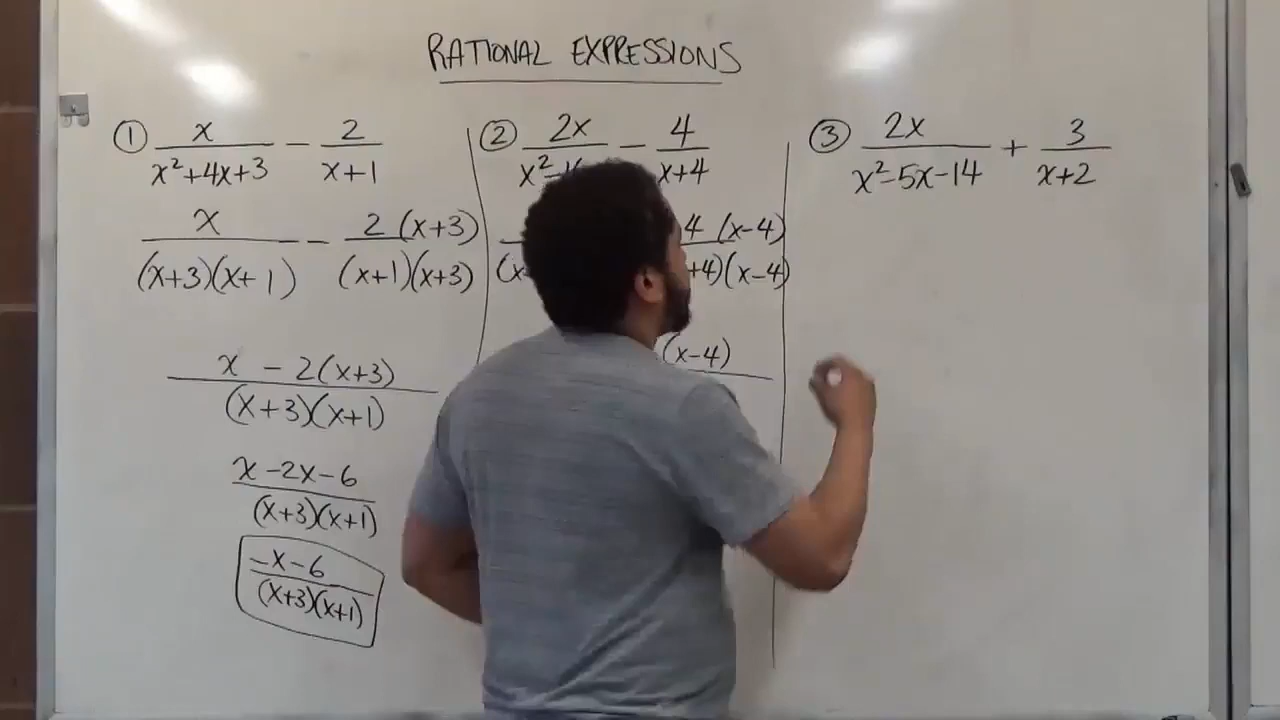 RATIONAL EXPRESSIONS
① x / (x²+4x+3) − 2 / (x+1)
x / ((x+3)(x+1)) − 2(x+3) / ((x+1)(x+3))
x − 2(x+3) / ((x+3)(x+1))
x−2x−6 / ((x+3)(x+1))
−x−6 / ((x+3)(x+1))
② 2x / (x²− − 4 / (x+4)
4(x−4) / +4)(x−4)
(x−4)
③ 2x / (x²−5x−14) + 3 / (x+2)